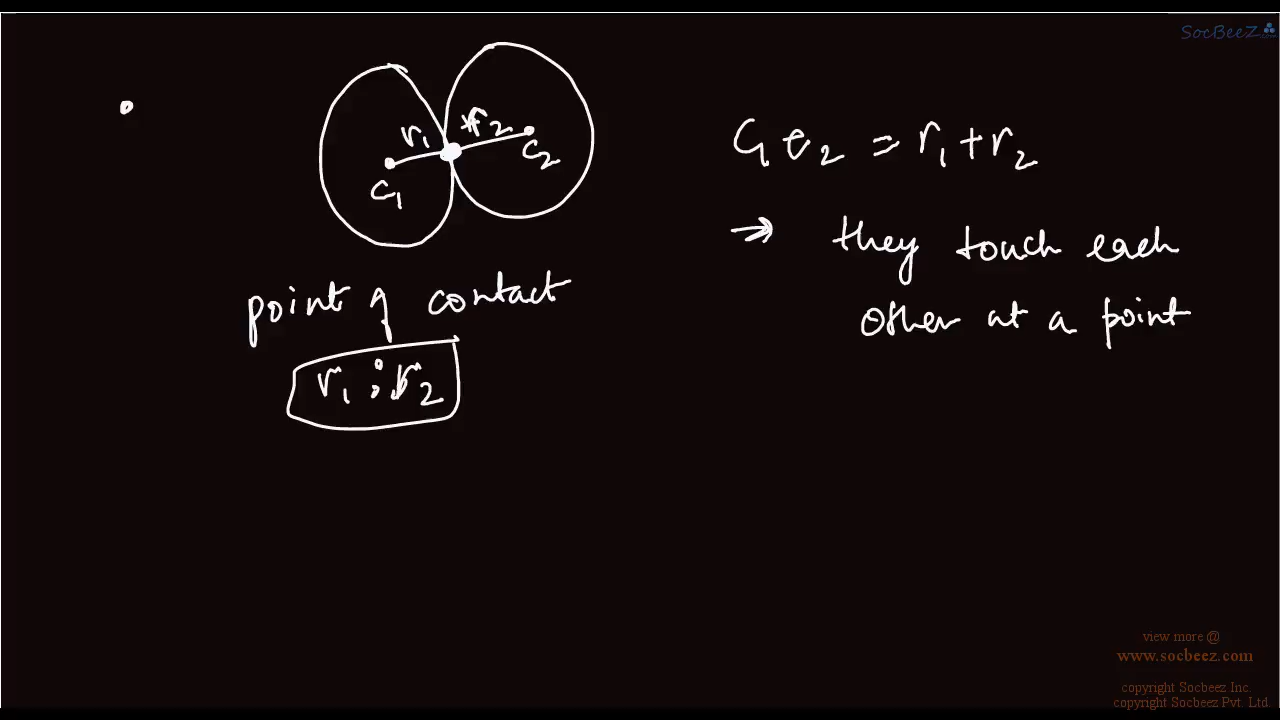 SocBeeZ
r1 r2
C1 C2
C1C2 = r1+r2
⇒ they touch each
other at a point
point of contact
r1 : r2
view more @
www.socbeez.com
copyright Socbeez Inc.
copyright Socbeez Pvt. Ltd.